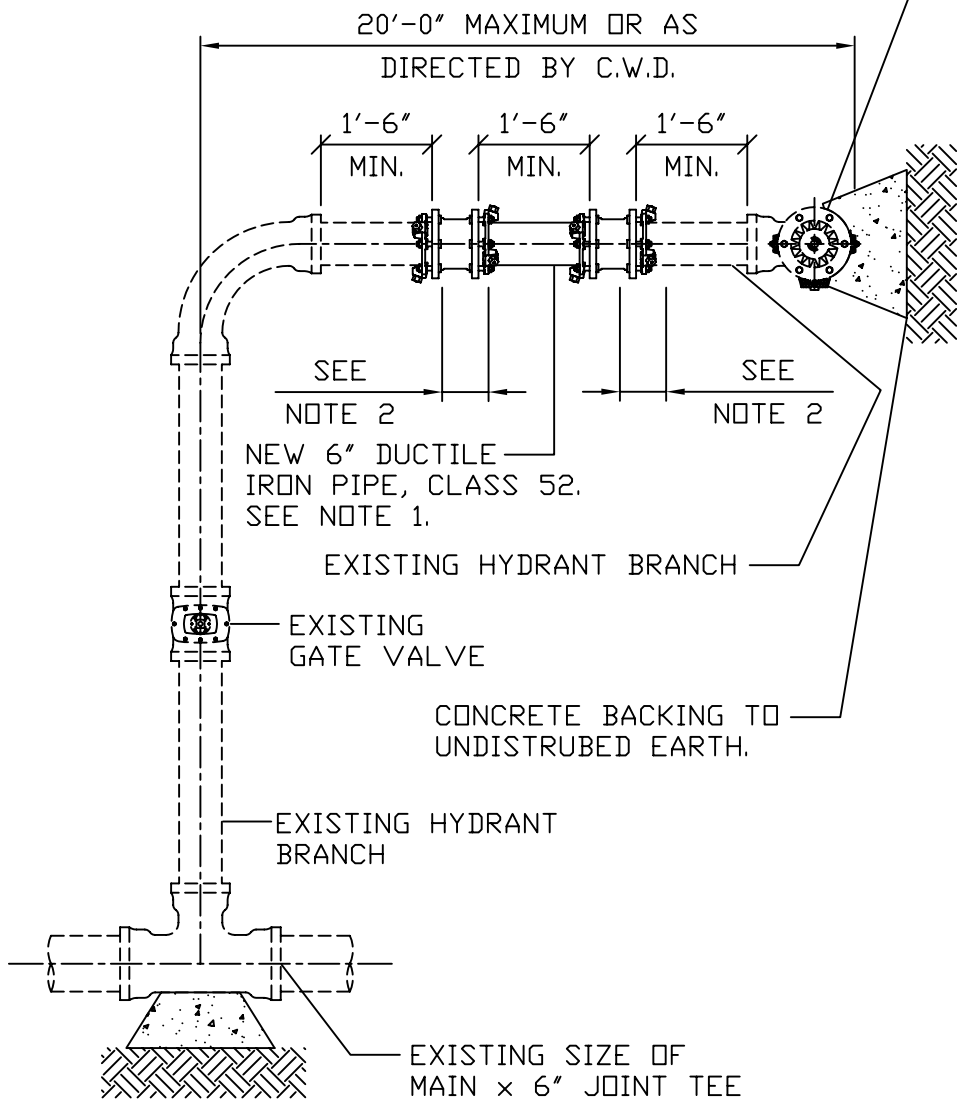 20'-0" MAXIMUM OR AS
DIRECTED BY C.W.D.
1'-6"
MIN.
1'-6"
MIN.
1'-6"
MIN.
SEE
NOTE 2
SEE
NOTE 2
NEW 6" DUCTILE
IRON PIPE, CLASS 52.
SEE NOTE 1.
EXISTING HYDRANT BRANCH
EXISTING
GATE VALVE
CONCRETE BACKING TO
UNDISTRUBED EARTH.
EXISTING HYDRANT
BRANCH
EXISTING SIZE OF
MAIN x 6" JOINT TEE